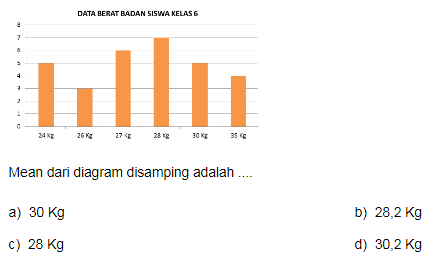 DATA BERAT BADAN SISWA KELAS 6
8
7
6
5
4
3
2
1
0
24 Kg 26 Kg 27 Kg 28 Kg 30 Kg 35 Kg
Mean dari diagram disamping adalah ....
a) 30 Kg b) 28,2 Kg
c) 28 Kg d) 30,2 Kg